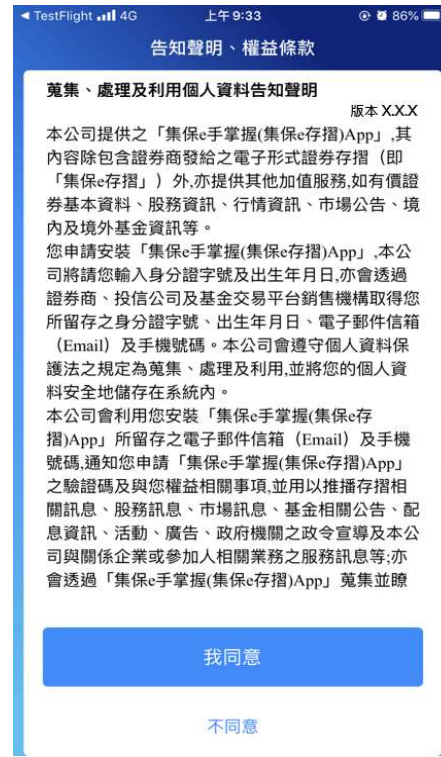 TestFlight 4G 上午9:33 86%
告知聲明、權益條款
蒐集、處理及利用個人資料告知聲明
版本 X.X.X
本公司提供之「集保e手掌握(集保e存摺)App」,其
內容除包含證券商發給之電子形式證券存摺（即
「集保e存摺」）外,亦提供其他加值服務,如有價證
券基本資料、股務資訊、行情資訊、市場公告、境
內及境外基金資訊等。
您申請安裝「集保e手掌握(集保e存摺)App」,本公
司將請您輸入身分證字號及出生年月日,亦會透過
證券商、投信公司及基金交易平台銷售機構取得您
所留存之身分證字號、出生年月日、電子郵件信箱
（Email）及手機號碼。本公司會遵守個人資料保
護法之規定為蒐集、處理及利用,並將您的個人資
料安全地儲存在系統內。
本公司會利用您安裝「集保e手掌握(集保e存
摺)App」所留存之電子郵件信箱（Email）及手機
號碼,通知您申請「集保e手掌握(集保e存摺)App」
之驗證碼及與您權益相關事項,並用以推播存摺相
關訊息、股務訊息、市場訊息、基金相關公告、配
息資訊、活動、廣告、政府機關之政令宣導及本公
司與關係企業或參加人相關業務之服務訊息等;亦
會透過「集保e手掌握(集保e存摺)App」蒐集並瞭
我同意
不同意